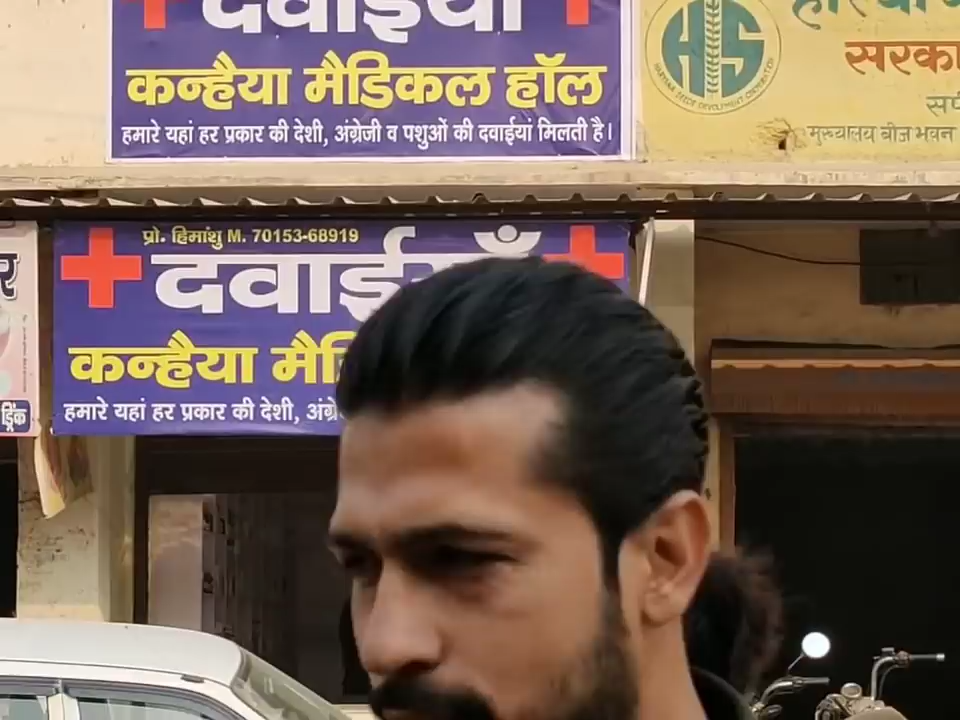 दवाईयाँ
कन्हैया मैडिकल हॉल
हमारे यहां हर प्रकार की देशी, अंग्रेजी व पशुओं की दवाईयां मिलती है।
HS
सरका
मुख्यालय बीज भवन
प्रो. हिमांशु M. 70153-68919
दवाईयाँ
कन्हैया मै
हमारे यहां हर प्रकार की देशी, अंग्रे
ड्रिंक